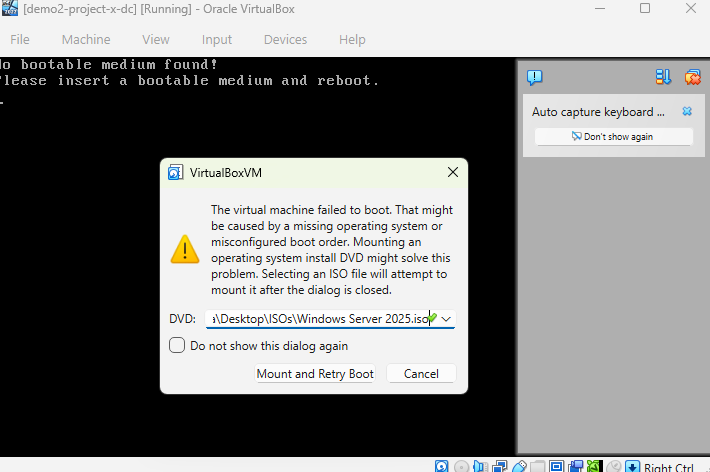 [demo2-project-x-dc] [Running] - Oracle VirtualBox
File Machine View Input Devices Help
No bootable medium found!
Please insert a bootable medium and reboot.
Auto capture keyboard ...
Don't show again
VirtualBoxVM
The virtual machine failed to boot. That might
be caused by a missing operating system or
misconfigured boot order. Mounting an
operating system install DVD might solve this
problem. Selecting an ISO file will attempt to
mount it after the dialog is closed.
DVD: \Desktop\ISOs\Windows Server 2025.iso
Do not show this dialog again
Mount and Retry Boot Cancel
Right Ctrl